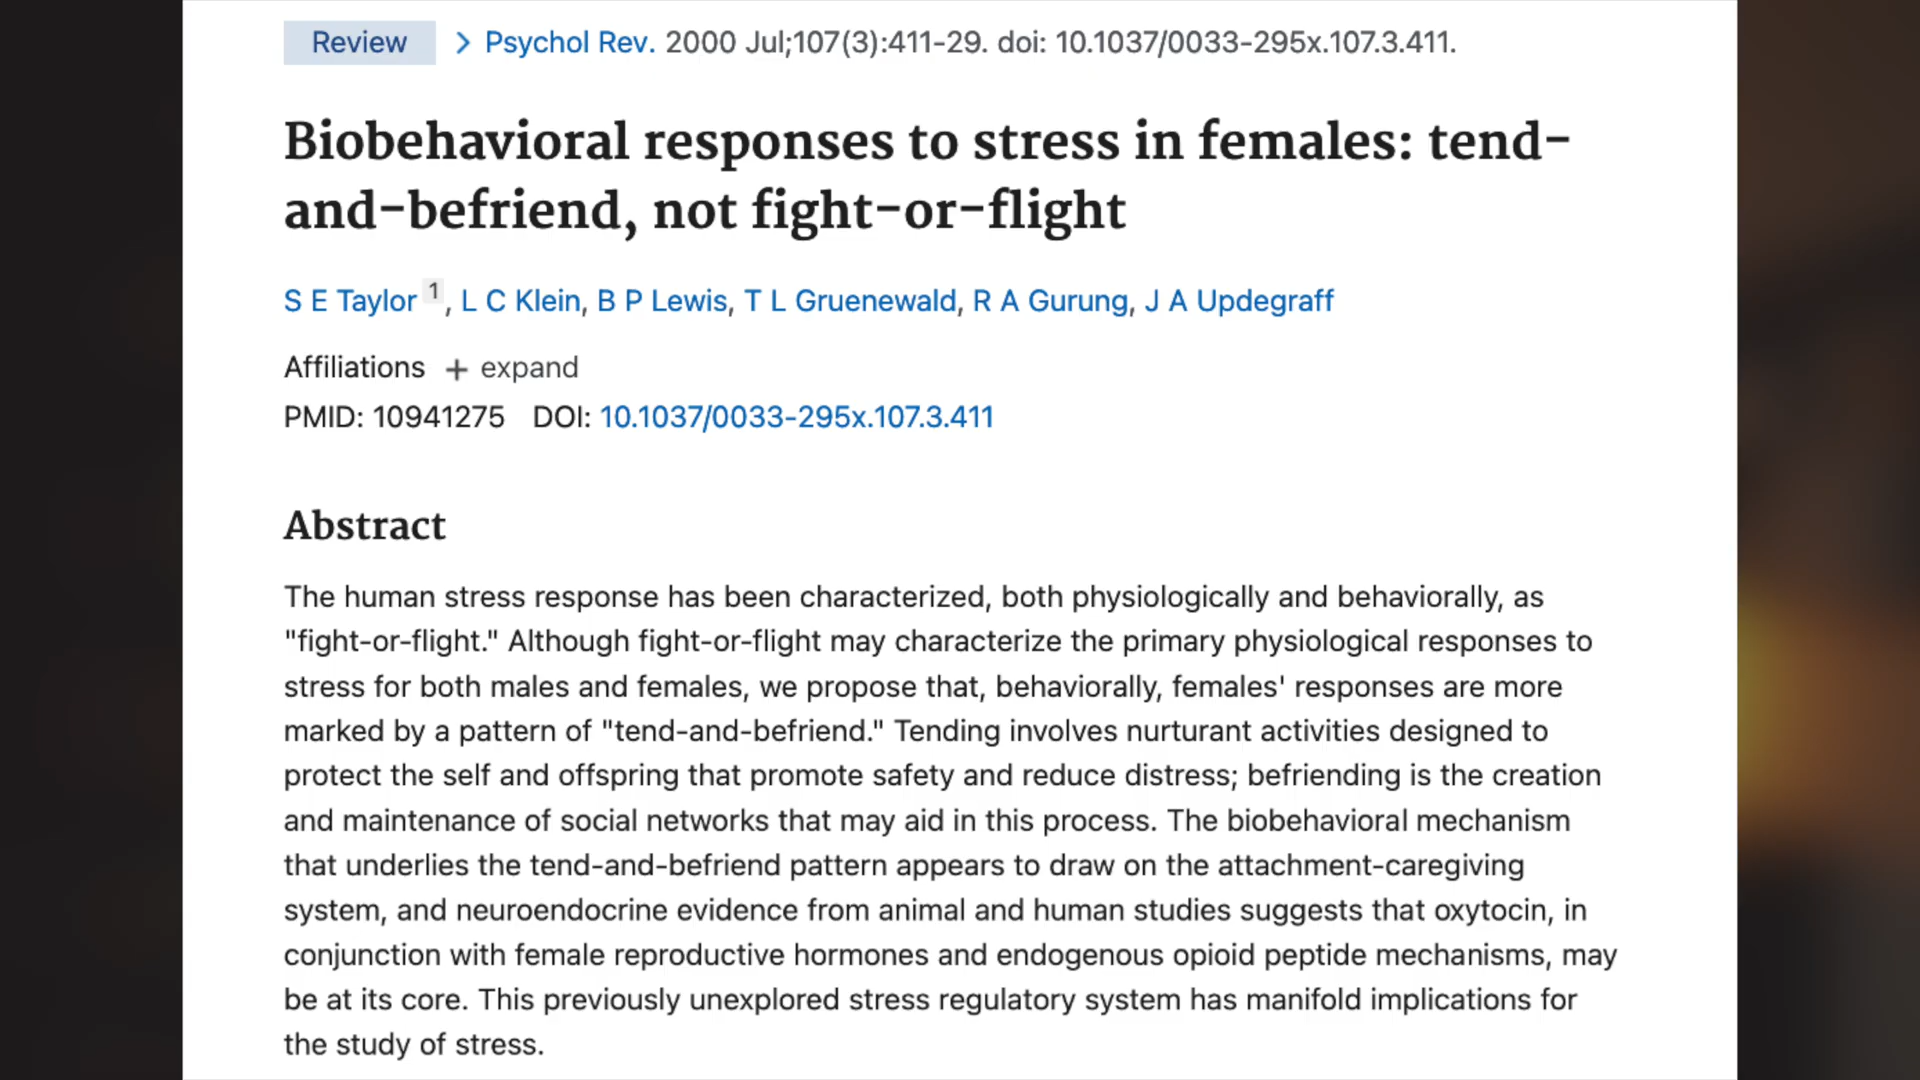 Review > Psychol Rev. 2000 Jul;107(3):411-29. doi: 10.1037/0033-295x.107.3.411.
Biobehavioral responses to stress in females: tend-
and-befriend, not fight-or-flight
S E Taylor 1, L C Klein, B P Lewis, T L Gruenewald, R A Gurung, J A Updegraff
Affiliations + expand
PMID: 10941275 DOI: 10.1037/0033-295x.107.3.411
Abstract
The human stress response has been characterized, both physiologically and behaviorally, as
"fight-or-flight." Although fight-or-flight may characterize the primary physiological responses to
stress for both males and females, we propose that, behaviorally, females' responses are more
marked by a pattern of "tend-and-befriend." Tending involves nurturant activities designed to
protect the self and offspring that promote safety and reduce distress; befriending is the creation
and maintenance of social networks that may aid in this process. The biobehavioral mechanism
that underlies the tend-and-befriend pattern appears to draw on the attachment-caregiving
system, and neuroendocrine evidence from animal and human studies suggests that oxytocin, in
conjunction with female reproductive hormones and endogenous opioid peptide mechanisms, may
be at its core. This previously unexplored stress regulatory system has manifold implications for
the study of stress.